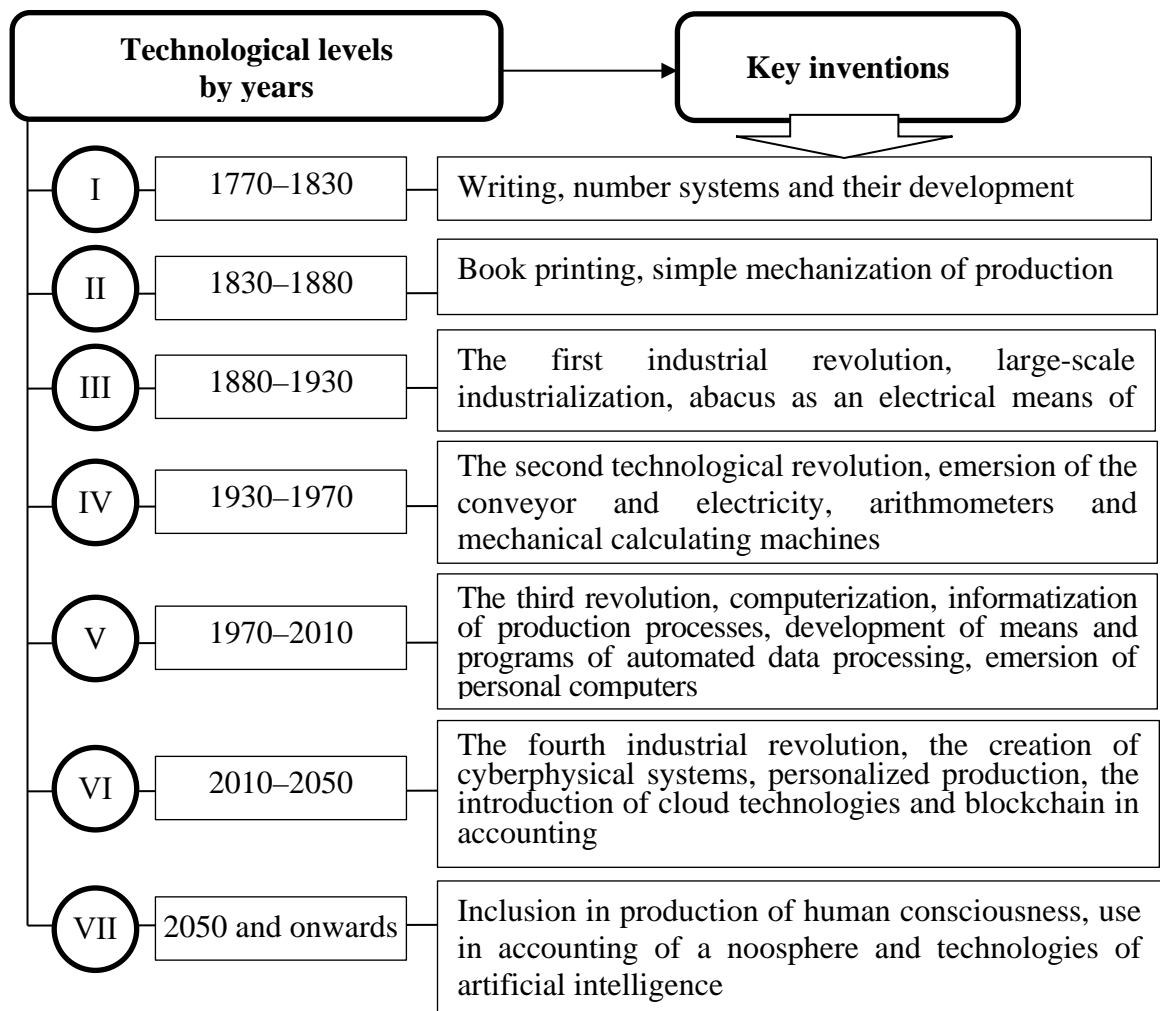 Technological levels
by years
Key inventions
I
1770–1830
Writing, number systems and their development
II
1830–1880
Book printing, simple mechanization of production
III
1880–1930
The first industrial revolution, large-scale
industrialization, abacus as an electrical means of
IV
1930–1970
The second technological revolution, emersion of the
conveyor and electricity, arithmometers and
mechanical calculating machines
V
1970–2010
The third revolution, computerization, informatization
of production processes, development of means and
programs of automated data processing, emersion of
personal computers
VI
2010–2050
The fourth industrial revolution, the creation of
cyberphysical systems, personalized production, the
introduction of cloud technologies and blockchain in
accounting
VII
2050 and onwards
Inclusion in production of human consciousness, use
in accounting of a noosphere and technologies of
artificial intelligence